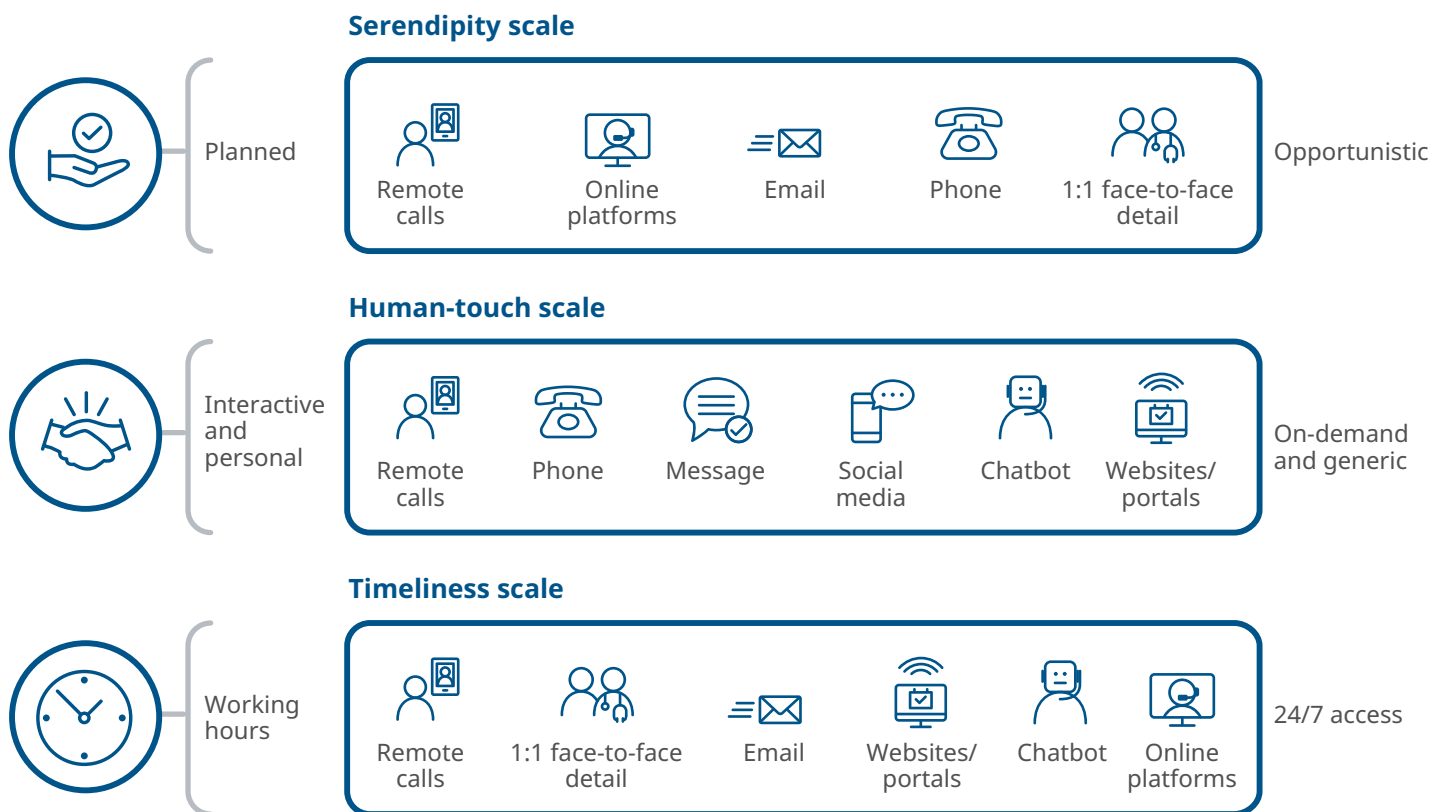 Serendipity scale
Planned
Remote
calls
Online
platforms
Email
Phone
1:1 face-to-face
detail
Opportunistic
Human-touch scale
Interactive
and
personal
Remote
calls
Phone
Message
Social
media
Chatbot
Websites/
portals
On-demand
and generic
Timeliness scale
Working
hours
Remote
calls
1:1 face-to-face
detail
Email
Websites/
portals
Chatbot
Online
platforms
24/7 access